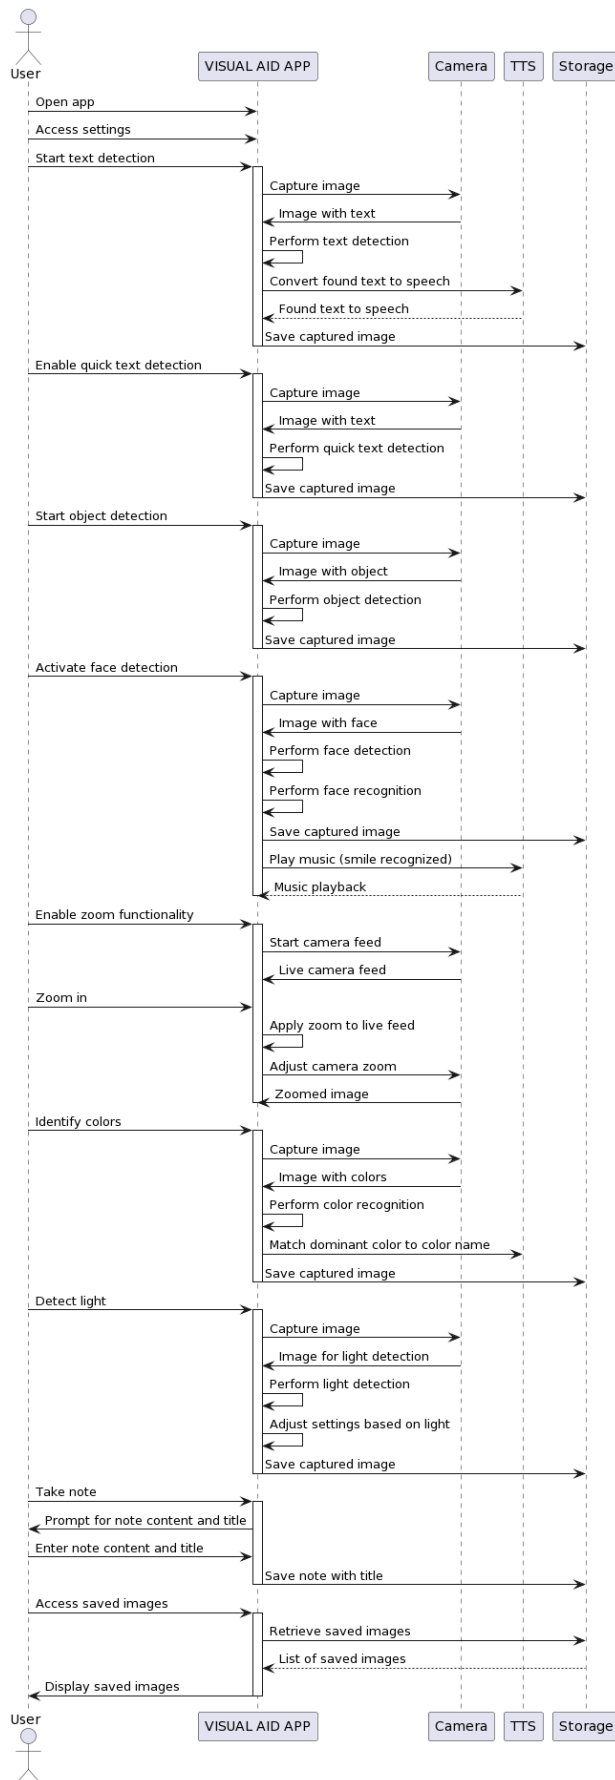 User
VISUAL AID APP
Camera
TTS
Storage
Open app
Access settings
Start text detection
Capture image
Image with text
Perform text detection
Convert found text to speech
Found text to speech
Save captured image
Enable quick text detection
Capture image
Image with text
Perform quick text detection
Save captured image
Start object detection
Capture image
Image with object
Perform object detection
Save captured image
Activate face detection
Capture image
Image with face
Perform face detection
Perform face recognition
Save captured image
Play music (smile recognized)
Music playback
Enable zoom functionality
Start camera feed
Live camera feed
Zoom in
Apply zoom to live feed
Adjust camera zoom
Zoomed image
Identify colors
Capture image
Image with colors
Perform color recognition
Match dominant color to color name
Save captured image
Detect light
Capture image
Image for light detection
Perform light detection
Adjust settings based on light
Save captured image
Take note
Prompt for note content and title
Enter note content and title
Save note with title
Access saved images
Retrieve saved images
List of saved images
Display saved images
User
VISUAL AID APP
Camera
TTS
Storage